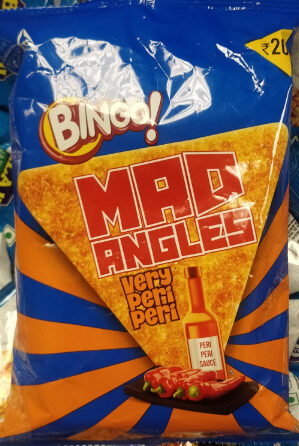 ₹20
BINGO!
MAD
ANGLES
Very
Peri
Peri
PERI
PERI
SAUCE